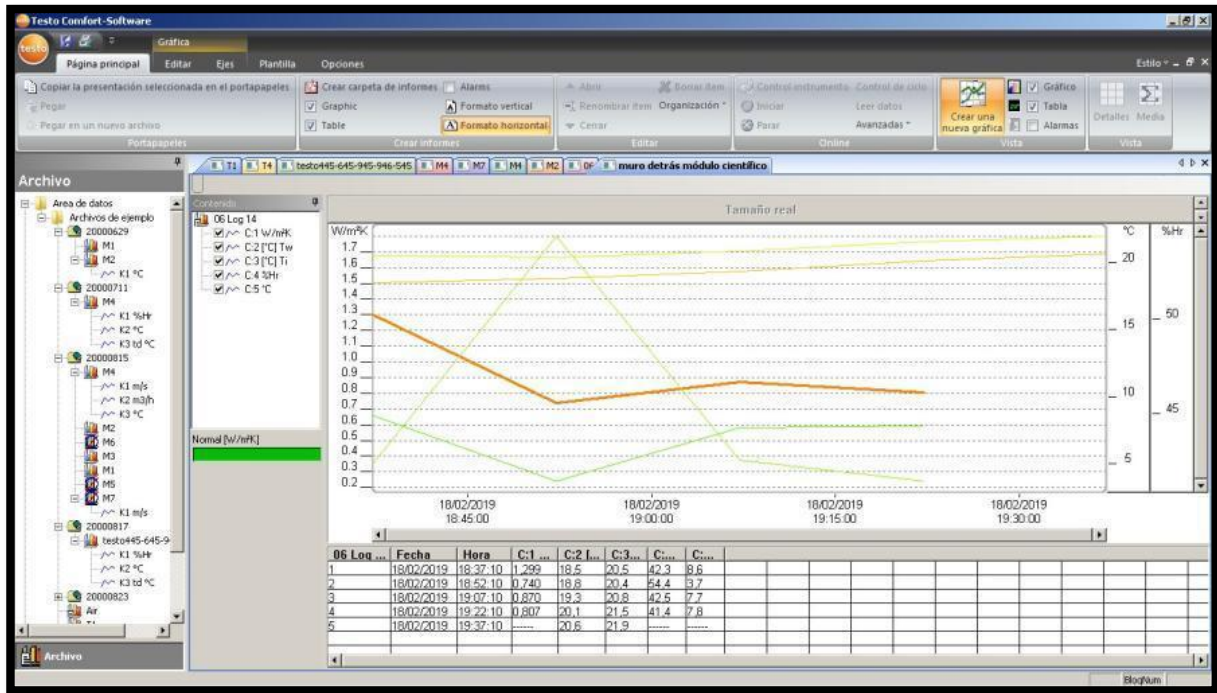 Testo Comfort-Software
testo
Gráfica
Página principal Editar Ejes Plantilla Opciones Estilo
Copiar la presentación seleccionada en el portapapeles
Pegar
Pegar en un nuevo archivo
Portapapeles
Crear carpeta de informes Alarms
Graphic Formato vertical
Table Formato horizontal
Crear informes
Abrir Borrar ítem
Renombrar ítem Organización
Cerrar
Editar
Control instrumento Control de ciclo
Iniciar Leer datos
Parar Avanzadas
Online
Crear una nueva gráfica
Gráfico
Tabla
Alarmas
Vista
Detalles Media
Vista
Archivo
T1 T4 testo445-645-945-946-545 M4 M7 M4 M2 OF muro detrás módulo científico
Area de datos
Archivos de ejemplo
20000629
M1
M2
K1 °C
20000711
M4
K1 %Hr
K2 °C
K3 td °C
20000815
M4
K1 m/s
K2 m3/h
K3 °C
M2
M6
M3
M1
M5
M7
K1 m/s
20000817
testo445-645-9
K1 %Hr
K2 °C
K3 td °C
20000823
Air
Archivo
Contenido
06 Log 14
C:1 W/m²K
C:2 [°C] Tw
C:3 [°C] Ti
C:4 %Hr
C:5 °C
Normal [W/m²K]
Tamaño real
W/m²K °C %Hr
1.7
1.6
1.5
1.4
1.3
1.2
1.1
1.0
0.9
0.8
0.7
0.6
0.5
0.4
0.3
0.2
20
15
10
5
50
45
18/02/2019 18/02/2019 18/02/2019 18/02/2019
18:45:00 19:00:00 19:15:00 19:30:00
06 Log ... Fecha Hora C:1 ... C:2 [... C:3... C:... C:...
1 18/02/2019 18:37:10 1,299 18,5 20,5 42,3 8,6
2 18/02/2019 18:52:10 0,740 18,8 20,4 54,4 3,7
3 18/02/2019 19:07:10 0,870 19,3 20,8 42,5 7,7
4 18/02/2019 19:22:10 0,807 20,1 21,5 41,4 7,8
5 18/02/2019 19:37:10 ------ 20,6 21,9 ------ ------
BloqNum